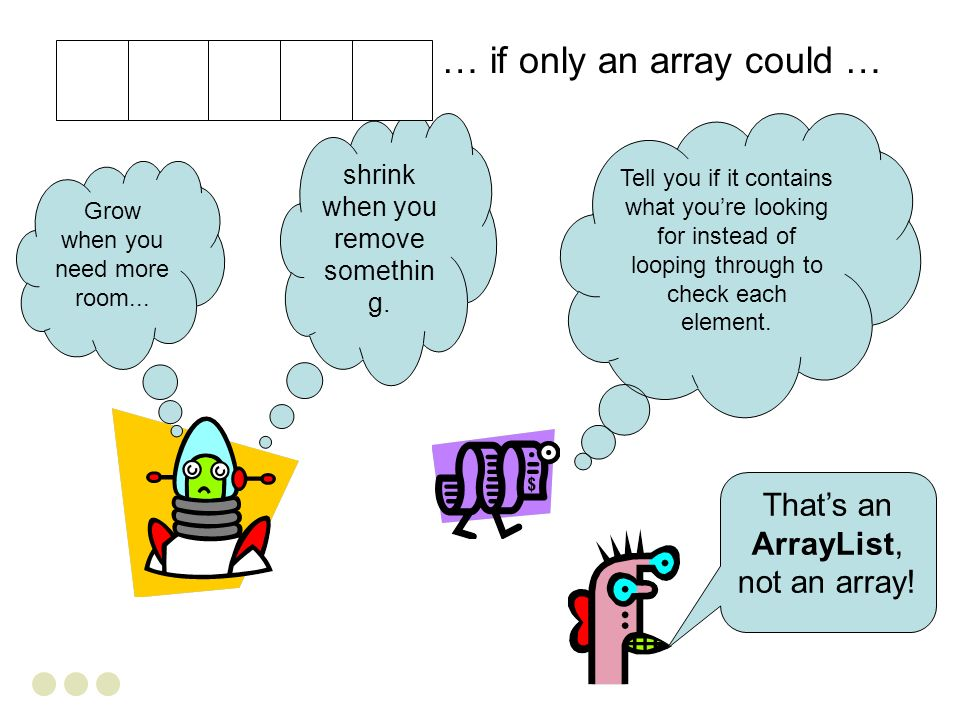 … if only an array could …
Grow
when you
need more
room...
shrink
when you
remove
somethin
g.
Tell you if it contains
what you’re looking
for instead of
looping through to
check each
element.
$
That’s an
ArrayList,
not an array!